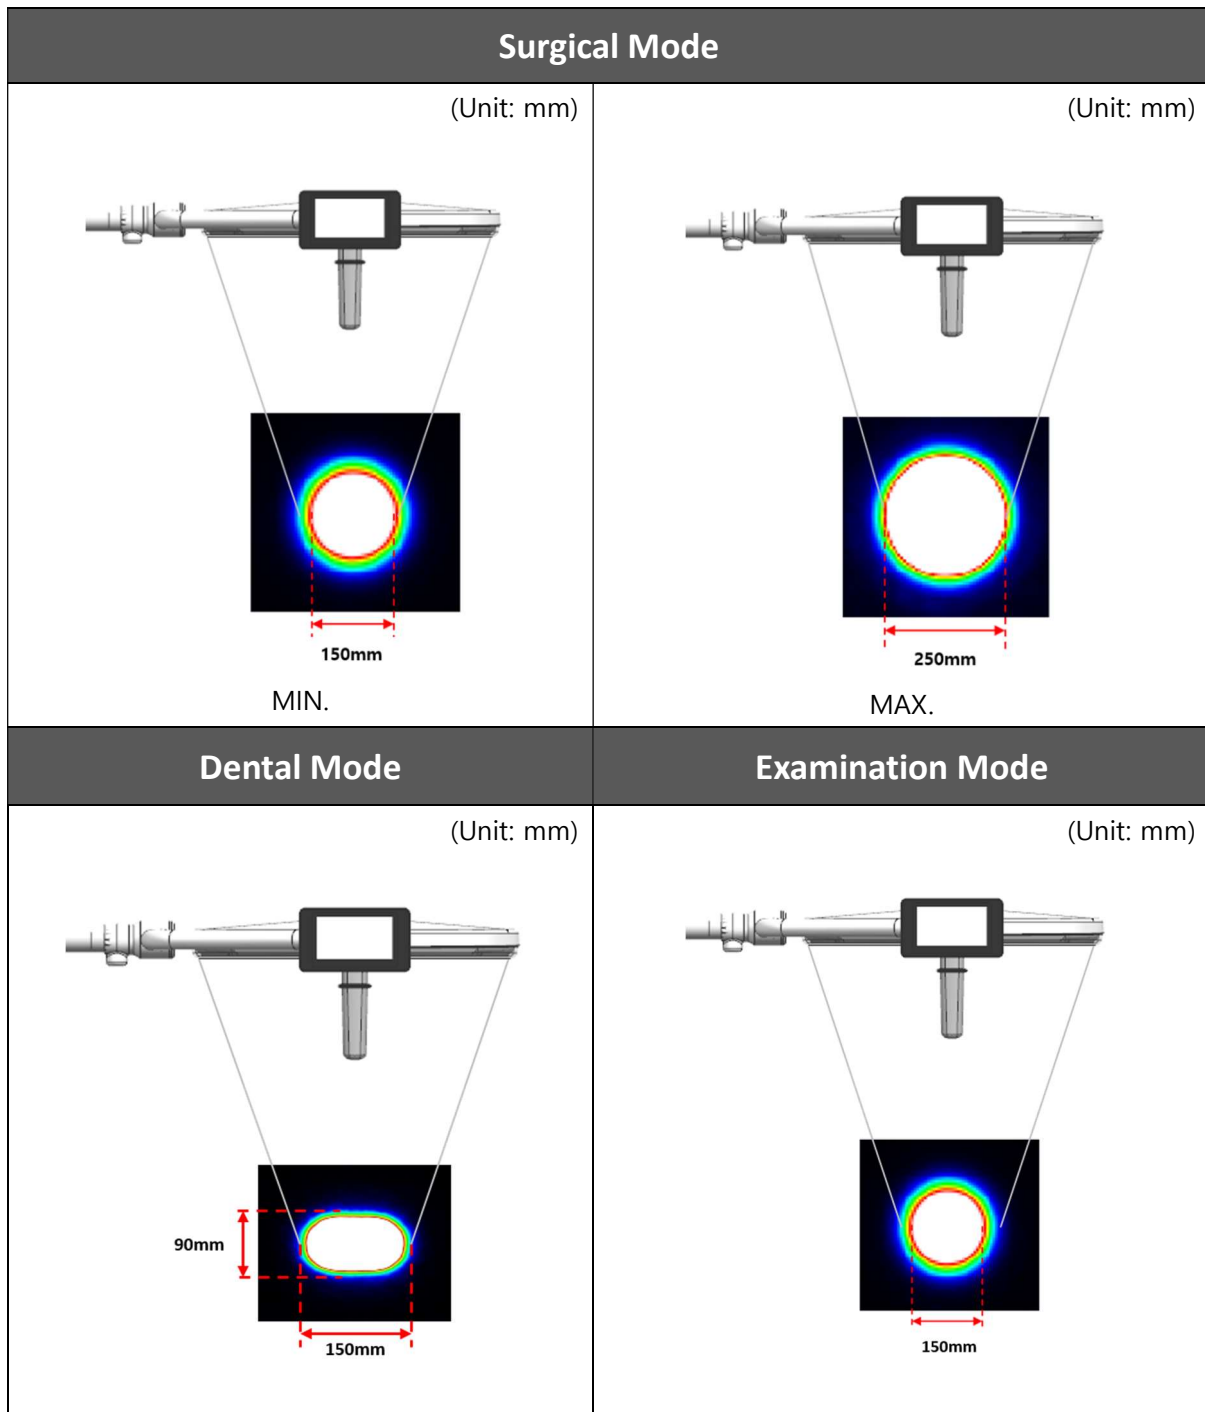 Surgical Mode
(Unit: mm)
(Unit: mm)
150mm
250mm
MIN.
MAX.
Dental Mode
Examination Mode
(Unit: mm)
(Unit: mm)
90mm
150mm
150mm